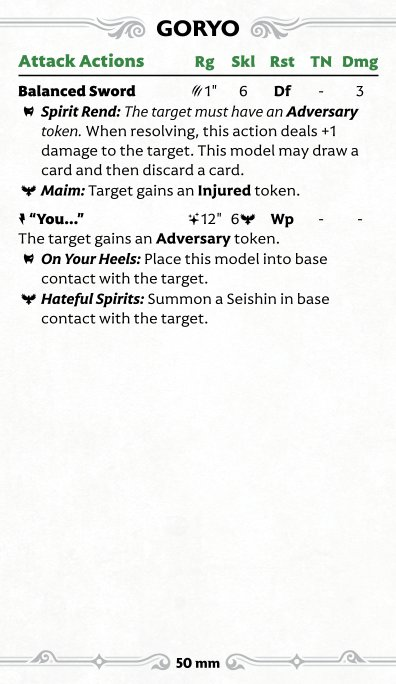 GORYO
Attack Actions Rg Skl Rst TN Dmg
Balanced Sword 1" 6 Df - 3
Spirit Rend: The target must have an Adversary
token. When resolving, this action deals +1
damage to the target. This model may draw a
card and then discard a card.
Maim: Target gains an Injured token.
“You...” 12" 6 Wp - -
The target gains an Adversary token.
On Your Heels: Place this model into base
contact with the target.
Hateful Spirits: Summon a Seishin in base
contact with the target.
50 mm